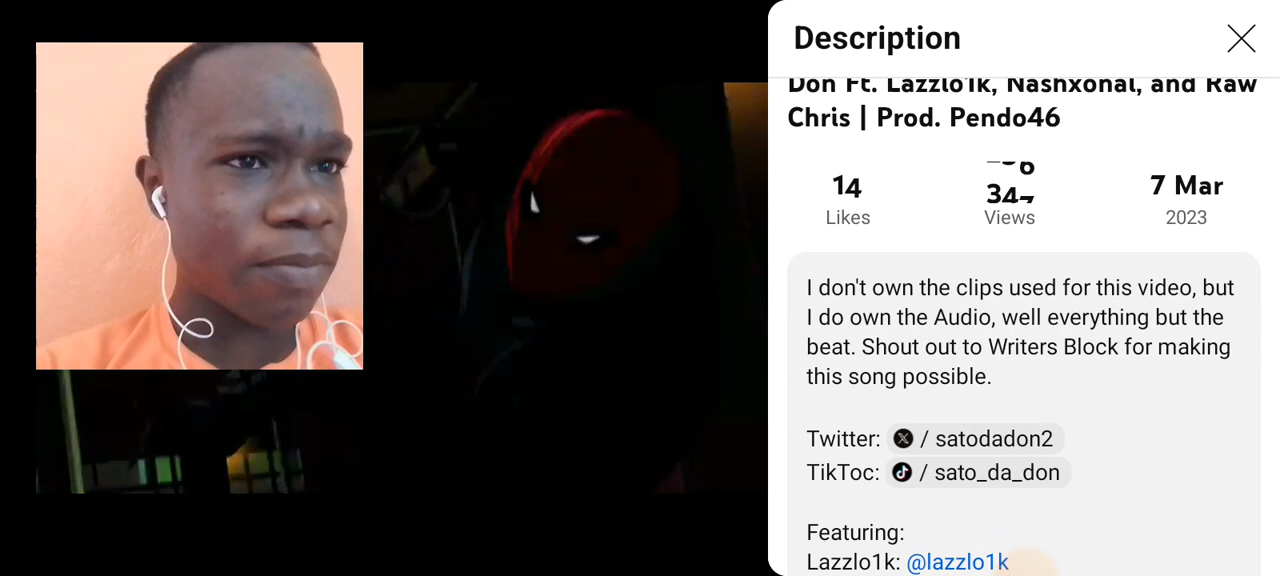 Description
Don Ft. Lazzlo1k, Nashxonal, and Raw
Chris | Prod. Pendo46
14
Likes
Views
7 Mar
2023
I don't own the clips used for this video, but
I do own the Audio, well everything but the
beat. Shout out to Writers Block for making
this song possible.
Twitter: / satodadon2
TikToc: / sato_da_don
Featuring:
Lazzlo1k: @lazzlo1k